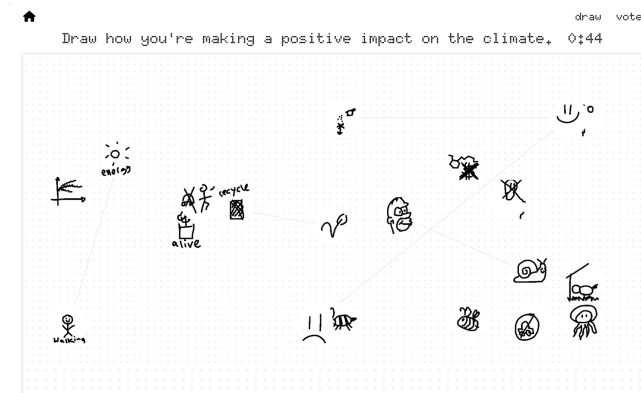 draw vote
Draw how you're making a positive impact on the climate. 0:44
energy
recycle
alive
Walking